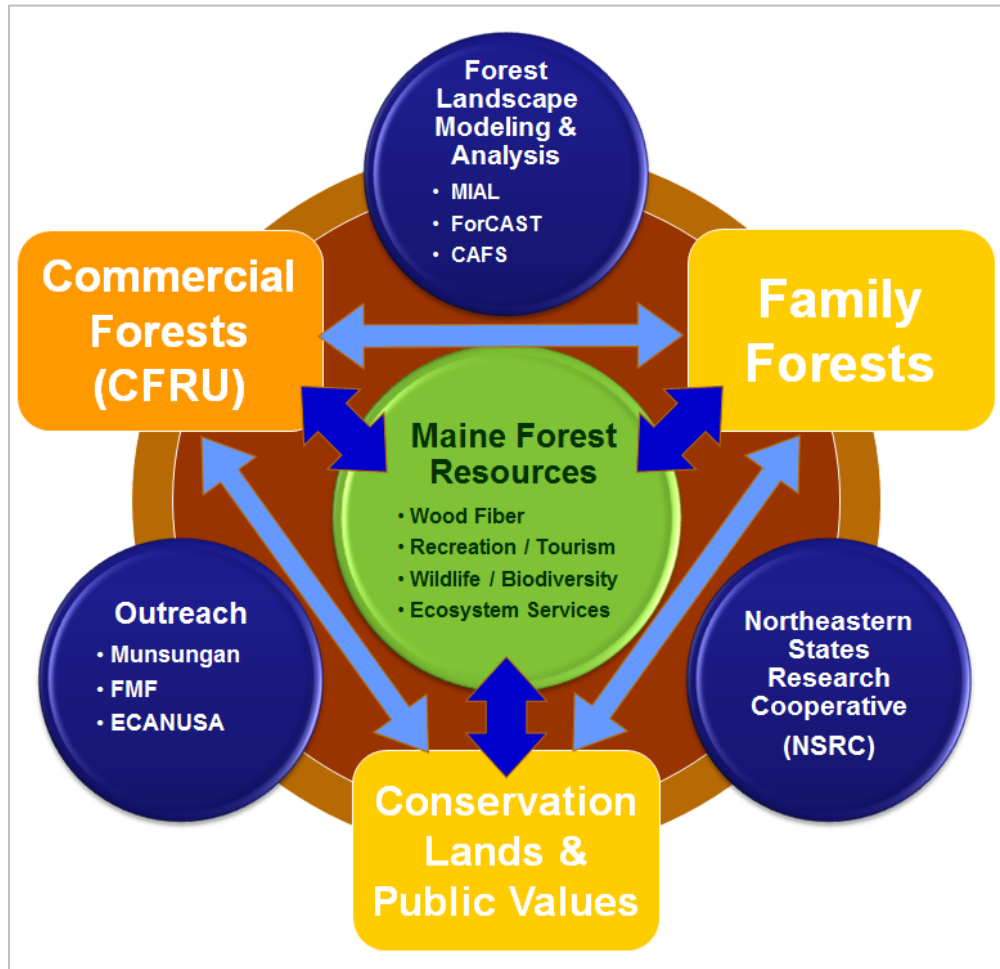 Forest
Landscape
Modeling &
Analysis
• MIAL
• ForCAST
• CAFS
Commercial
Forests
(CFRU)
Family
Forests
Maine Forest
Resources
• Wood Fiber
• Recreation / Tourism
• Wildlife / Biodiversity
• Ecosystem Services
Outreach
• Munsungan
• FMF
• ECANUSA
Northeastern
States
Research
Cooperative
(NSRC)
Conservation
Lands &
Public Values